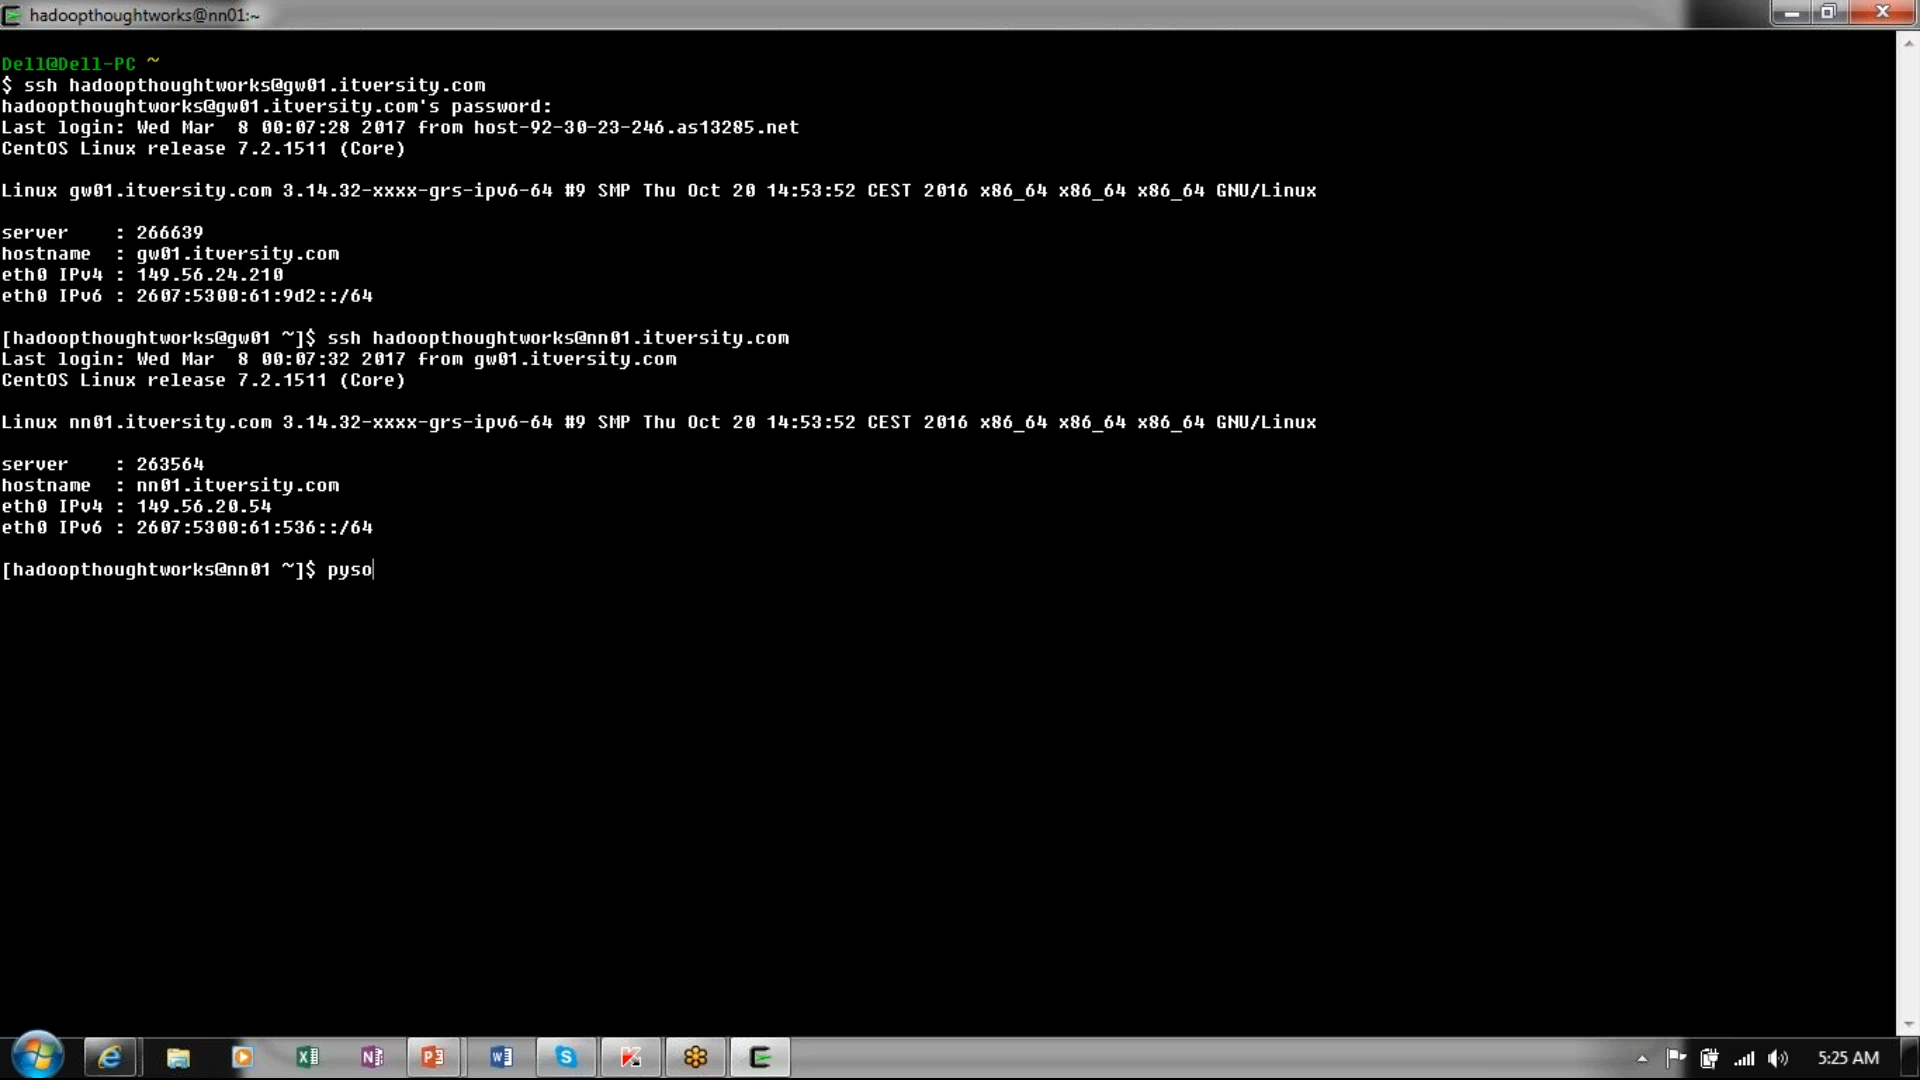 hadoopthoughtworks@nn01:~
Dell@Dell-PC ~
$ ssh hadoopthoughtworks@gw01.itversity.com
hadoopthoughtworks@gw01.itversity.com's password:
Last login: Wed Mar  8 00:07:28 2017 from host-92-30-23-246.as13285.net
CentOS Linux release 7.2.1511 (Core)
Linux gw01.itversity.com 3.14.32-xxxx-grs-ipv6-64 #9 SMP Thu Oct 20 14:53:52 CEST 2016 x86_64 x86_64 x86_64 GNU/Linux
server    : 266639
hostname  : gw01.itversity.com
eth0 IPv4 : 149.56.24.210
eth0 IPv6 : 2607:5300:61:9d2::/64
[hadoopthoughtworks@gw01 ~]$ ssh hadoopthoughtworks@nn01.itversity.com
Last login: Wed Mar  8 00:07:32 2017 from gw01.itversity.com
CentOS Linux release 7.2.1511 (Core)
Linux nn01.itversity.com 3.14.32-xxxx-grs-ipv6-64 #9 SMP Thu Oct 20 14:53:52 CEST 2016 x86_64 x86_64 x86_64 GNU/Linux
server    : 263564
hostname  : nn01.itversity.com
eth0 IPv4 : 149.56.20.54
eth0 IPv6 : 2607:5300:61:536::/64
[hadoopthoughtworks@nn01 ~]$ pyso
5:25 AM